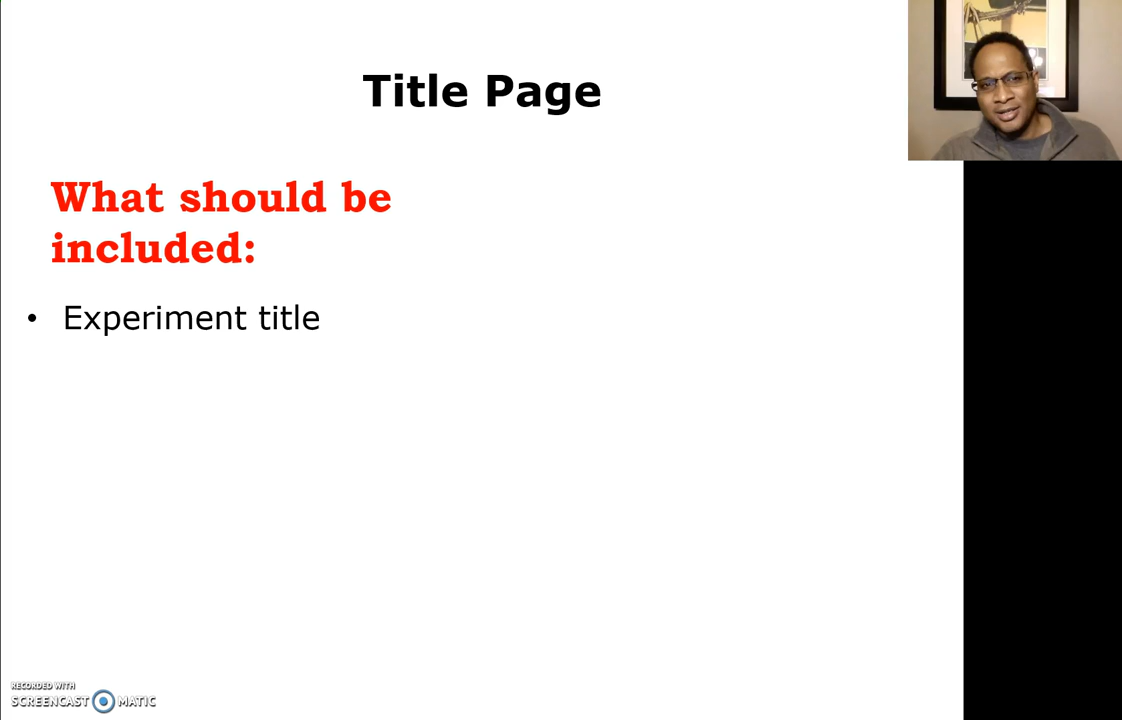 Title Page
What should be
included:
• Experiment title
RECORDED WITH
SCREENCAST MATIC